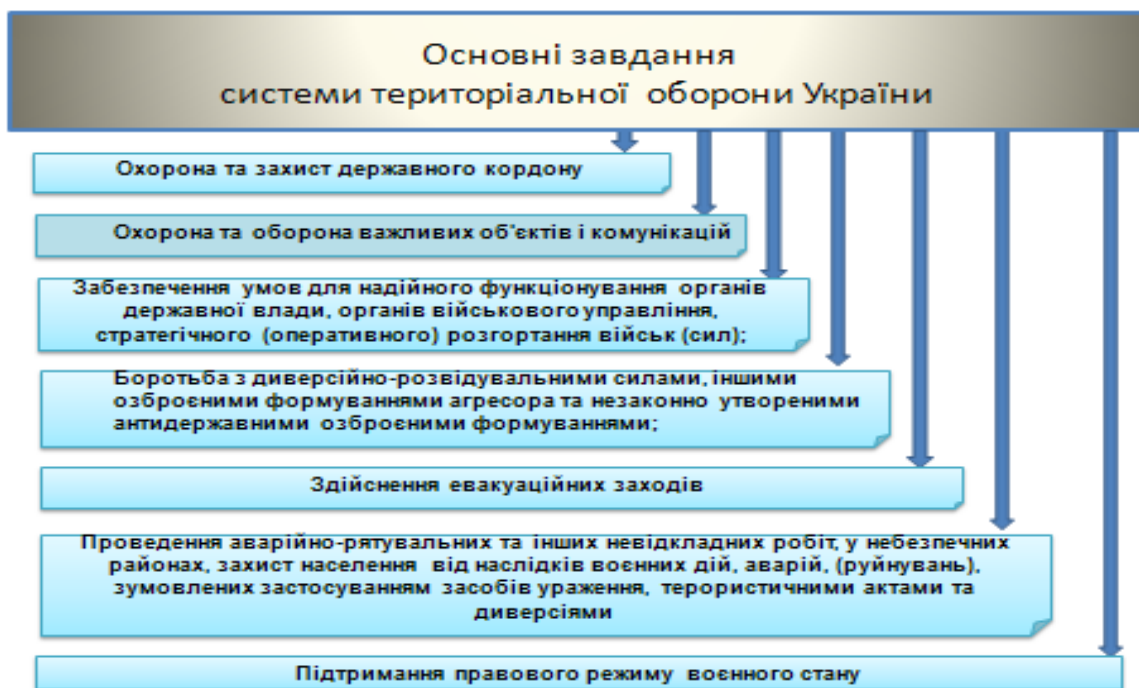 Основні завдання
системи територіальної оборони України
Охорона та захист державного кордону
Охорона та оборона важливих об'єктів і комунікацій
Забезпечення умов для надійного функціонування органів
державної влади, органів військового управління,
стратегічного (оперативного) розгортання військ (сил);
Боротьба з диверсійно-розвідувальними силами, іншими
озброєними формуваннями агресора та незаконно утвореними
антидержавними озброєними формуваннями;
Здійснення евакуаційних заходів
Проведення аварійно-рятувальних та інших невідкладних робіт, у небезпечних
районах, захист населення від наслідків воєнних дій, аварій, (руйнувань),
зумовлених застосуванням засобів ураження, терористичними актами та
диверсіями
Підтримання правового режиму воєнного стану